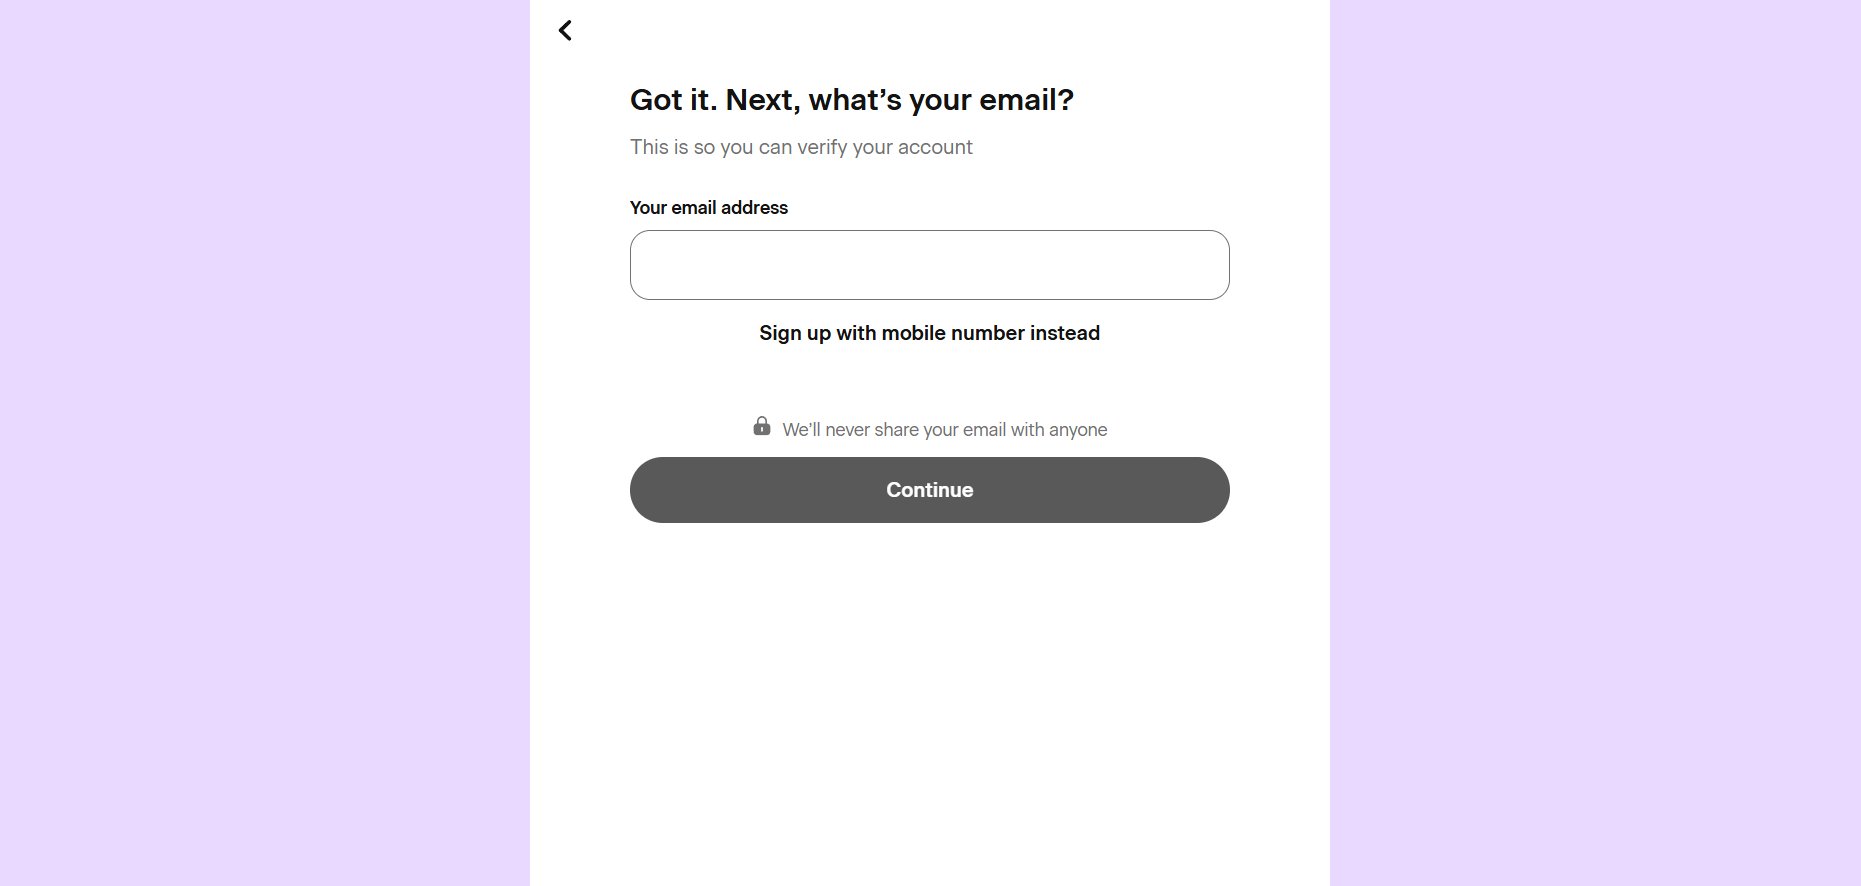 Got it. Next, what’s your email?
This is so you can verify your account
Your email address
Sign up with mobile number instead
We’ll never share your email with anyone
Continue